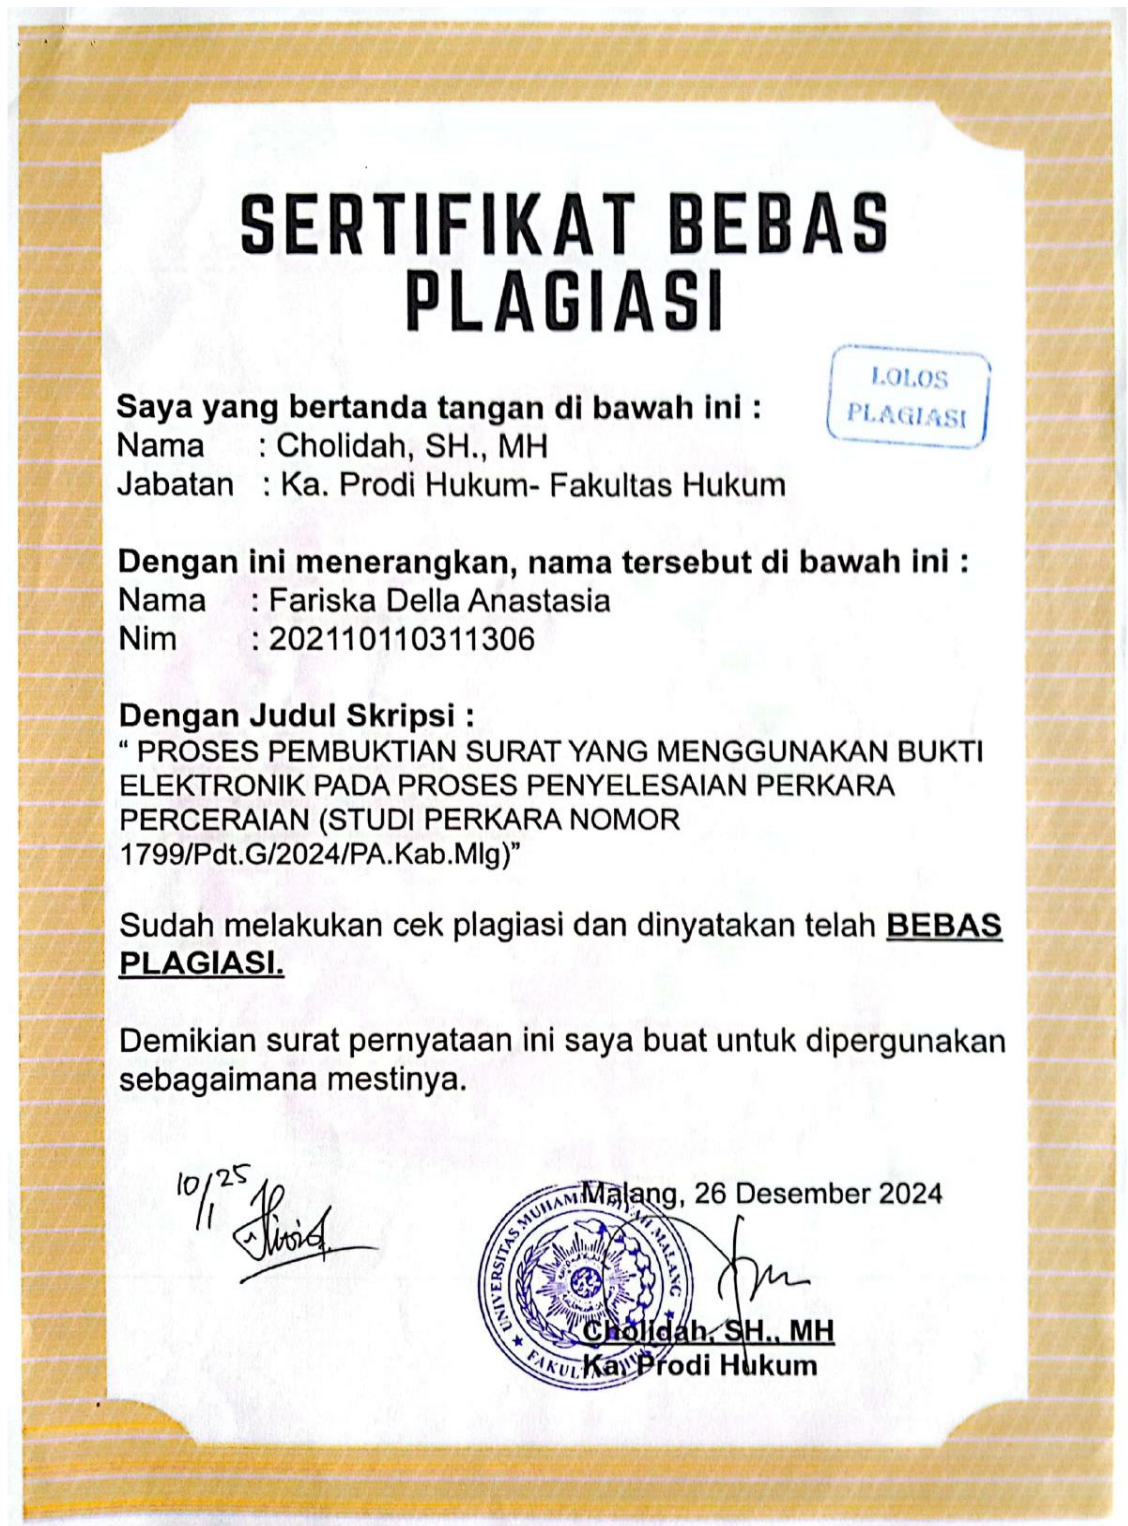 SERTIFIKAT BEBAS
PLAGIASI
LOLOS
PLAGIASI
Saya yang bertanda tangan di bawah ini :
Nama : Cholidah, SH., MH
Jabatan : Ka. Prodi Hukum- Fakultas Hukum
Dengan ini menerangkan, nama tersebut di bawah ini :
Nama : Fariska Della Anastasia
Nim : 202110110311306
Dengan Judul Skripsi :
“ PROSES PEMBUKTIAN SURAT YANG MENGGUNAKAN BUKTI
ELEKTRONIK PADA PROSES PENYELESAIAN PERKARA
PERCERAIAN (STUDI PERKARA NOMOR
1799/Pdt.G/2024/PA.Kab.Mlg)”
Sudah melakukan cek plagiasi dan dinyatakan telah BEBAS
PLAGIASI.
Demikian surat pernyataan ini saya buat untuk dipergunakan
sebagaimana mestinya.
10/1 25
Malang, 26 Desember 2024
UNIVERSITAS MUHAMMADIYAH MALANG
Cholidah, SH., MH
Ka. Prodi Hukum